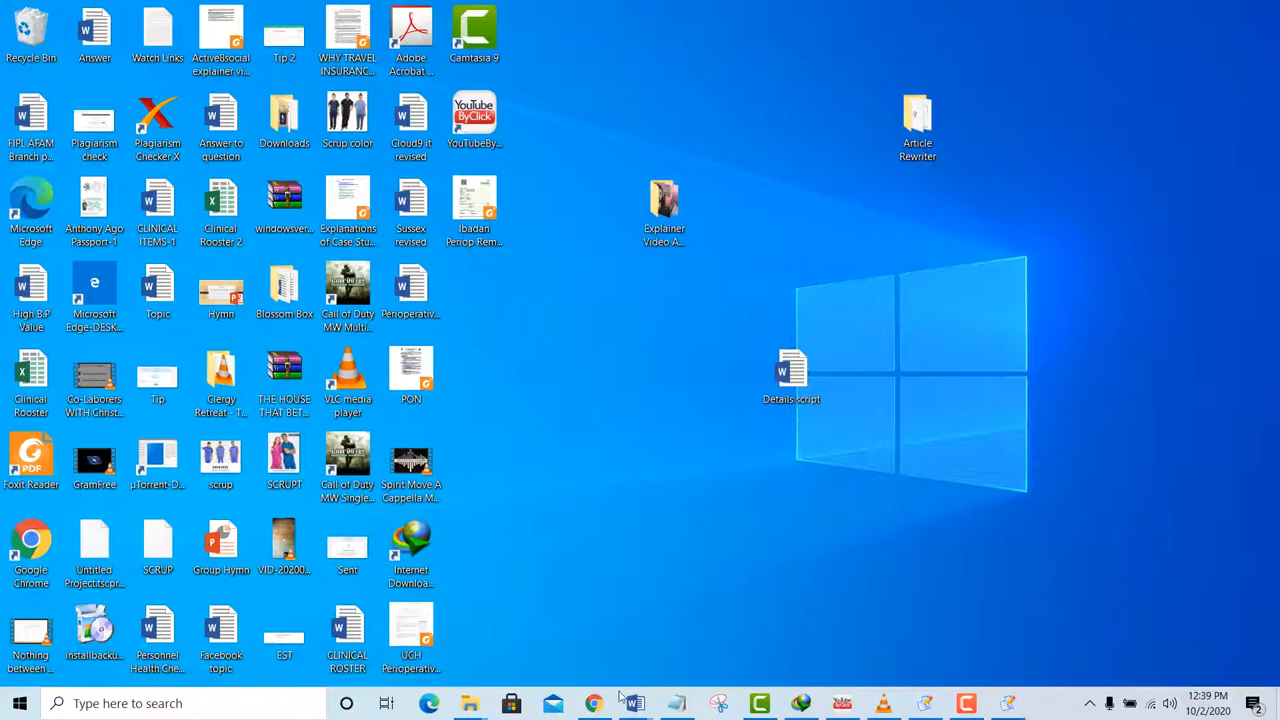 Recycle Bin
Answer
Watch Links
Active8social
explainer vi...
Tip 2
WHY TRAVEL
INSURANC...
Adobe
Acrobat ...
Camtasia 9
FIPL AFAM
Branch p...
Plagiarism
check
Plagiarism
Checker X
Answer to
question
Downloads
Scrup color
Cloud9 it
revised
YouTube
ByClick
YouTubeBy...
Article
Rewriter
Microsoft
Edge
Anthony Ago
Passport-1
CLINICAL
ITEMS-1
Clinical
Rooster 2
windowsver...
Explanations
of Case Stu...
Sussex
revised
Ibadan
Periop Rem...
Explainer
Video A...
High B.P
Value
Microsoft
Edge-DESK...
Topic
Hymn
Blossom Box
Call of Duty
MW Multi...
Perioperativ...
Clinical
Rooster
Co-Laborers
WITH Christ...
Tip
Clergy
Retreat - T...
THE HOUSE
THAT BET...
VLC media
player
PON
Details script
PDF
Foxit Reader
GramFree
µTorrent-D...
scrup
SCRUPT
Call of Duty
MW Single...
Spirit Move A
Cappella M...
Google
Chrome
Untitled
Project.tscpr...
SCRUP
Group Hymn
VID-20200...
Sent
Internet
Downloa...
Nothing
between ...
installbacku...
Personnel
Health Che...
Facebook
topic
EST
CLINICAL
ROSTER
UCH
Perioperativ...
Type here to search
12:39 PM
10/22/2020
2